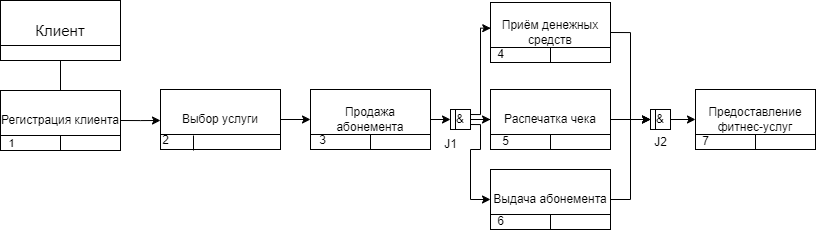 Клиент
Регистрация клиента
1
Выбор услуги
2
Продажа
абонемента
3
&
J1
Приём денежных
средств
4
Распечатка чека
5
Выдача абонемента
6
&
J2
Предоставление
фитнес-услуг
7